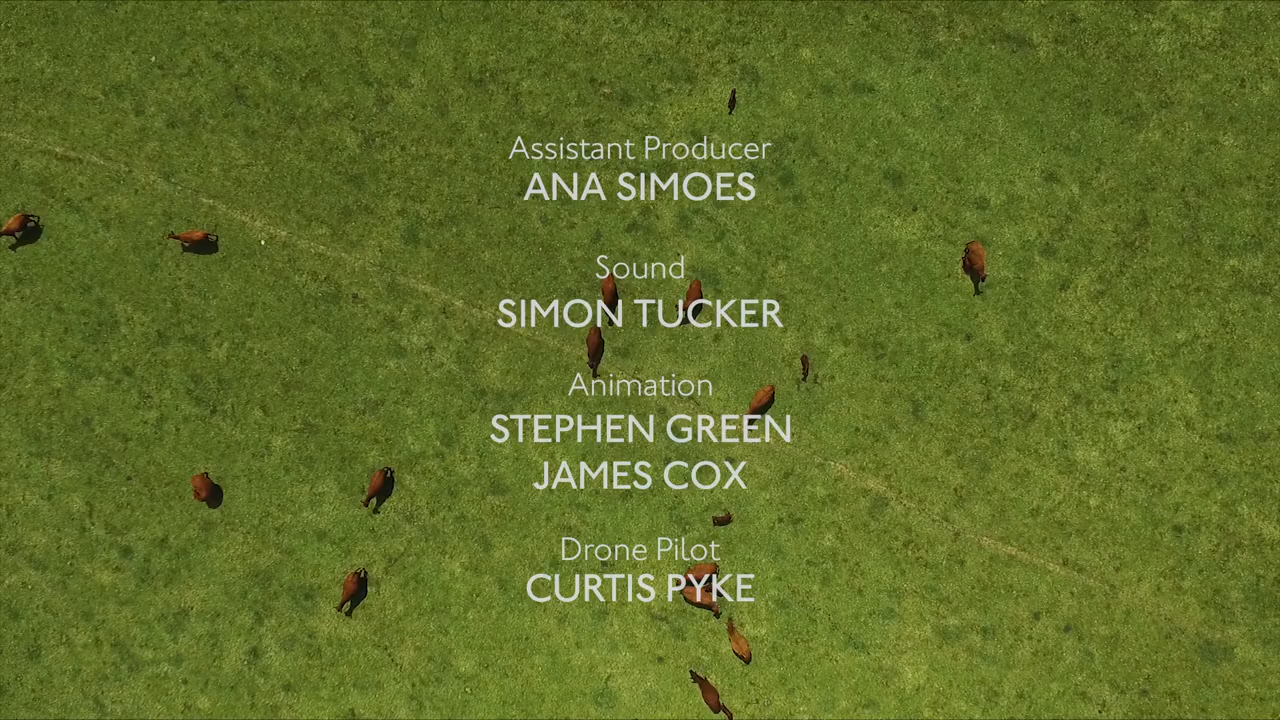 Assistant Producer
ANA SIMOES
Sound
SIMON TUCKER
Animation
STEPHEN GREEN
JAMES COX
Drone Pilot
CURTIS PYKE